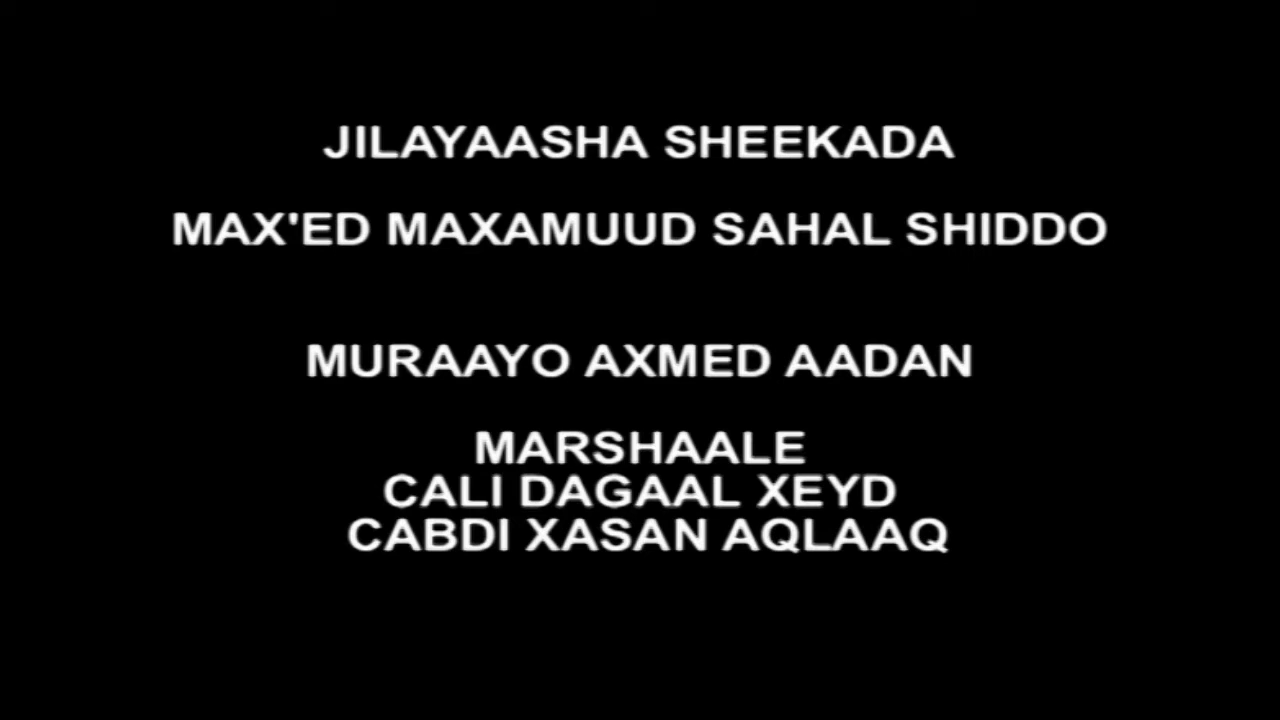 JILAYAASHA SHEEKADA
MAX'ED MAXAMUUD SAHAL SHIDDO
MURAAYO AXMED AADAN
MARSHAALE
CALI DAGAAL XEYD
CABDI XASAN AQLAAQ